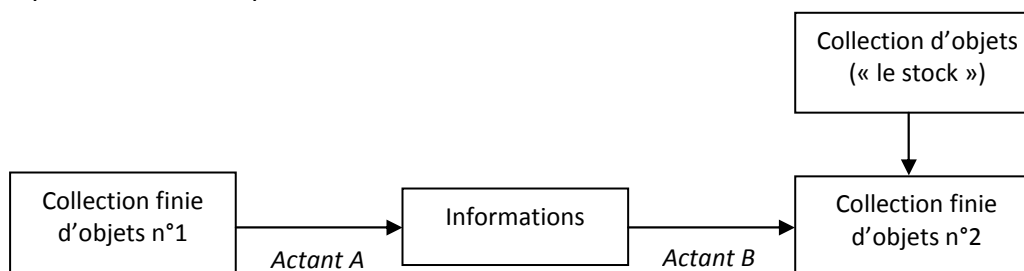 Collection d’objets
(« le stock »)
Collection finie
d’objets n°1
Actant A
Informations
Actant B
Collection finie
d’objets n°2